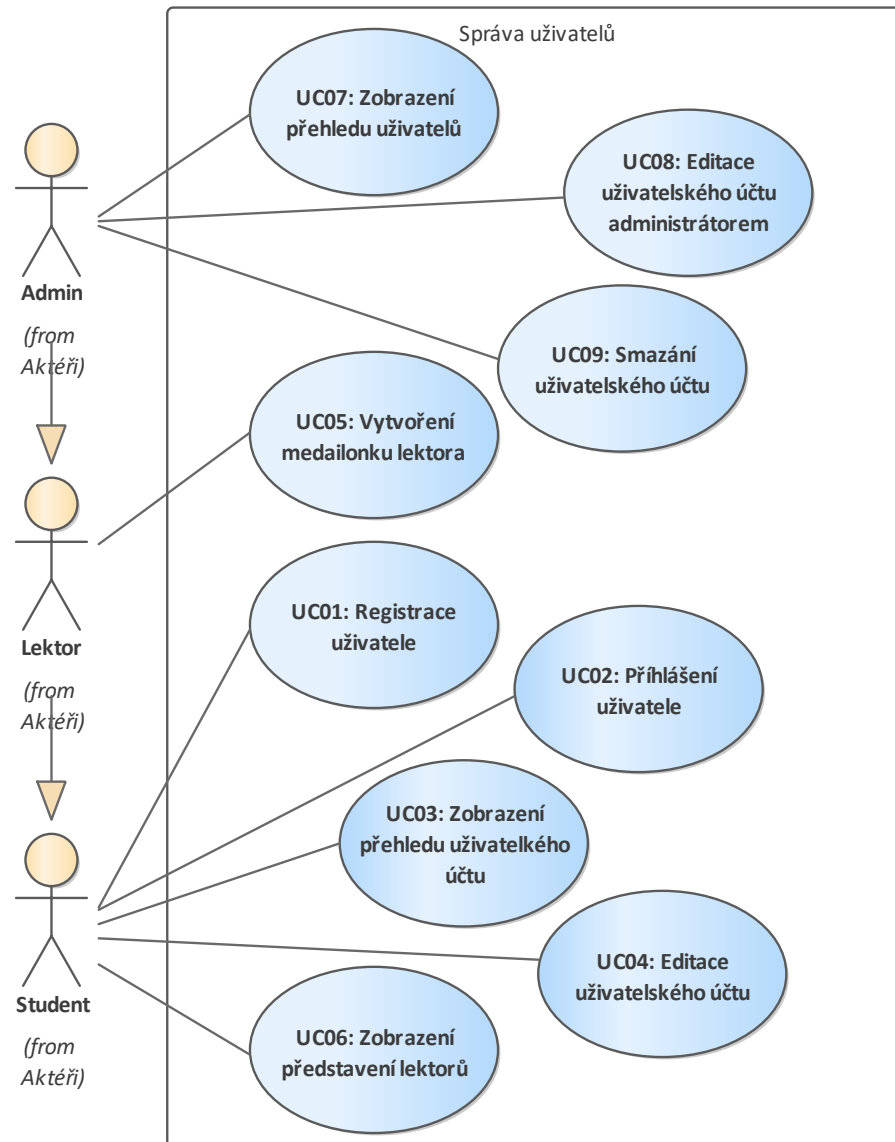 Správa uživatelů
UC07: Zobrazení
přehledu uživatelů
UC08: Editace
uživatelského účtu
administrátorem
Admin
(from
Aktéři)
UC09: Smazání
uživatelského účtu
UC05: Vytvoření
medailonku lektora
Lektor
(from
Aktéři)
UC01: Registrace
uživatele
UC02: Příhlášení
uživatele
UC03: Zobrazení
přehledu uživatelkého
účtu
UC04: Editace
uživatelského účtu
Student
(from
Aktéři)
UC06: Zobrazení
představení lektorů